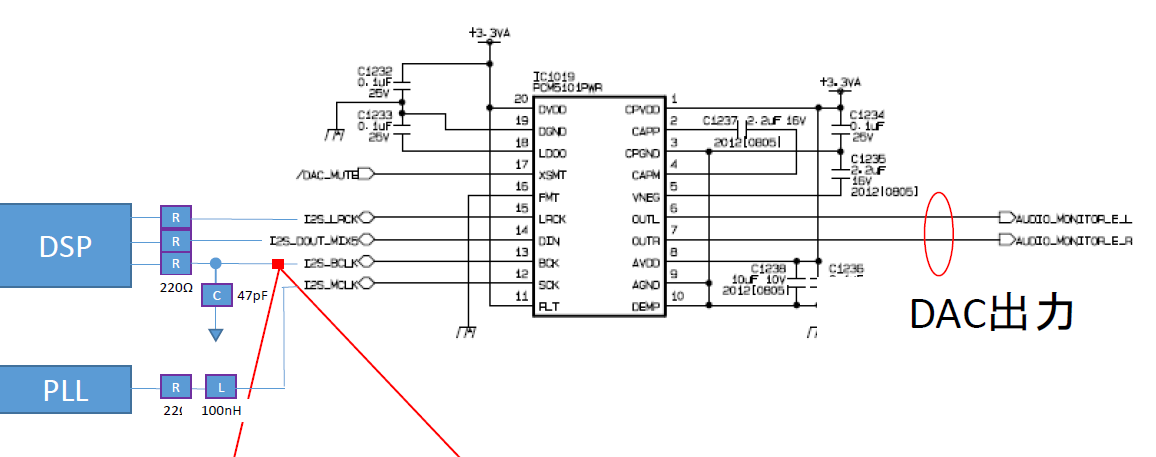 +3.3VA
C1232
0.1uF
25V
C1233
0.1uF
25V
IC1019
PCM5101PWR
+3.3VA
20 DVDD CPVDD 1
19 DGND CAPP 2
18 LDOO CPGND 3
17 XSMT CAPM 4
16 FMT VNEG 5
15 LRCK OUTL 6
14 DIN OUTR 7
13 BCK AVDD 8
12 SCK AGND 9
11 FLT DEMP 10
C1237 2.2uF 16V
2012[0805]
C1234
0.1uF
25V
C1235
2.2uF
16V
2012[0805]
/DAC_MUTE
I2S_LRCK
I2S_DOUT_MIX5
I2S_BCLK
I2S_MCLK
AUDIO_MONITOR_E_L
AUDIO_MONITOR_E_R
C1238
10uF 10V
2012[0805]
C1236
DSP
R
R
R
220Ω
C
47pF
PLL
R
L
100nH
DAC出力